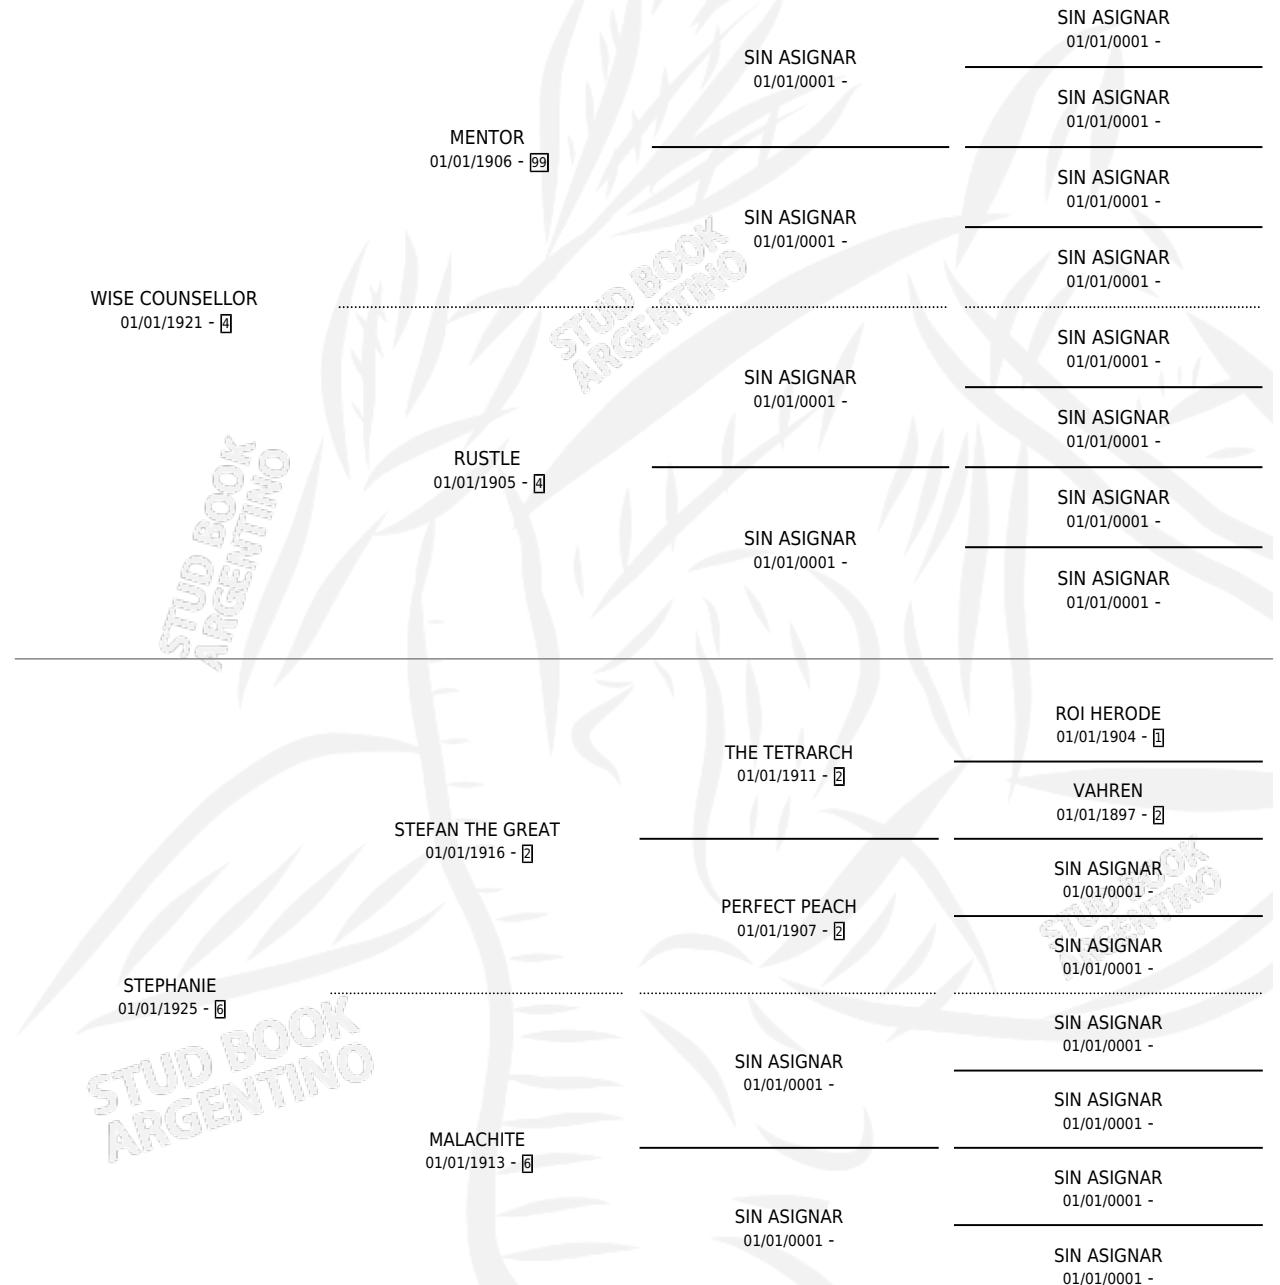 SIN ASIGNAR
01/01/0001 -
SIN ASIGNAR
01/01/0001 -
SIN ASIGNAR
01/01/0001 -
MENTOR
01/01/1906 - 99
SIN ASIGNAR
01/01/0001 -
SIN ASIGNAR
01/01/0001 -
SIN ASIGNAR
01/01/0001 -
WISE COUNSELLOR
01/01/1921 - 4
STUD BOOK
ARGENTINO
SIN ASIGNAR
01/01/0001 -
SIN ASIGNAR
01/01/0001 -
SIN ASIGNAR
01/01/0001 -
RUSTLE
01/01/1905 - 4
SIN ASIGNAR
01/01/0001 -
SIN ASIGNAR
01/01/0001 -
SIN ASIGNAR
01/01/0001 -
STUD BOOK
ARGENTINO
ROI HERODE
01/01/1904 - 1
THE TETRARCH
01/01/1911 - 2
VAHREN
01/01/1897 - 2
STEFAN THE GREAT
01/01/1916 - 2
SIN ASIGNAR
01/01/0001 -
PERFECT PEACH
01/01/1907 - 2
SIN ASIGNAR
01/01/0001 -
STUD BOOK
ARGENTINO
STEPHANIE
01/01/1925 - 6
SIN ASIGNAR
01/01/0001 -
SIN ASIGNAR
01/01/0001 -
SIN ASIGNAR
01/01/0001 -
STUD BOOK
ARGENTINO
MALACHITE
01/01/1913 - 6
SIN ASIGNAR
01/01/0001 -
SIN ASIGNAR
01/01/0001 -
SIN ASIGNAR
01/01/0001 -